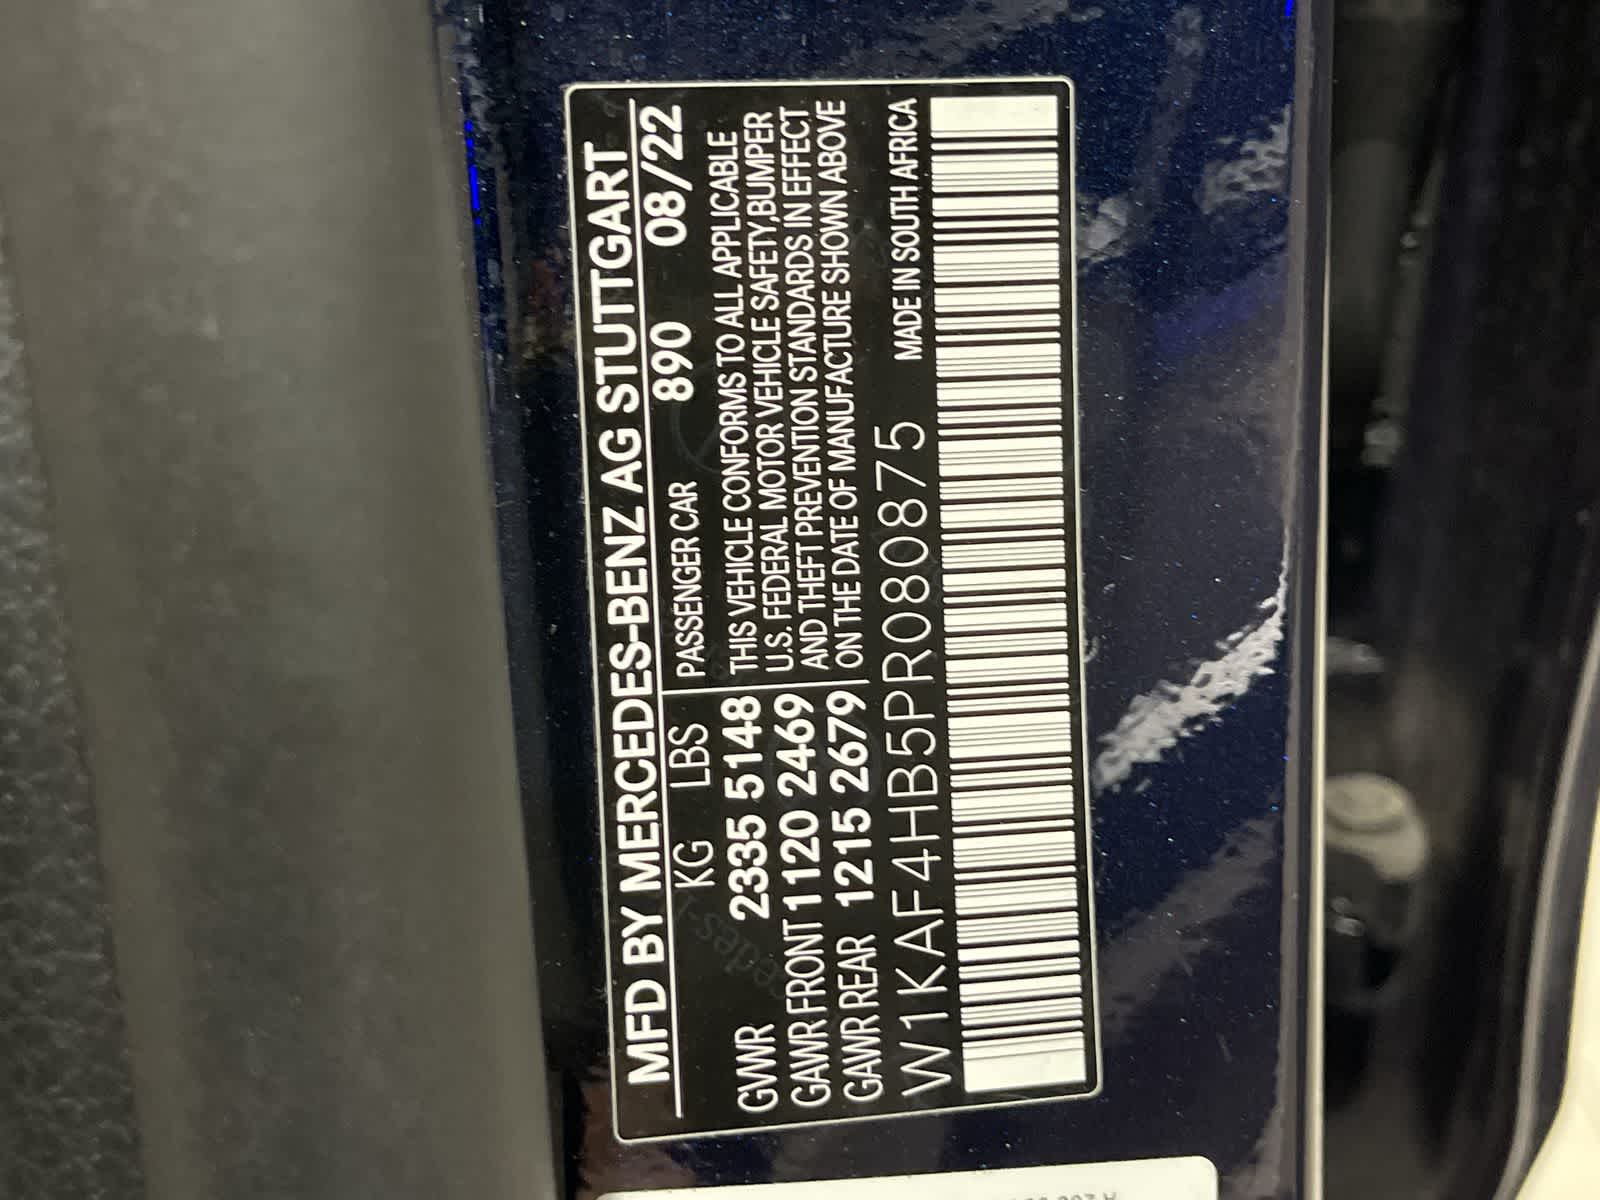 MFD BY MERCEDES-BENZ AG STUTTGART
KG LBS PASSENGER CAR 890 08/22
GVWR 2335 5148 THIS VEHICLE CONFORMS TO ALL APPLICABLE
GAWR FRONT 1120 2469 U.S. FEDERAL MOTOR VEHICLE SAFETY,BUMPER
AND THEFT PREVENTION STANDARDS IN EFFECT
GAWR REAR 1215 2679 ON THE DATE OF MANUFACTURE SHOWN ABOVE
W1KAF4HB5PR080875 MADE IN SOUTH AFRICA